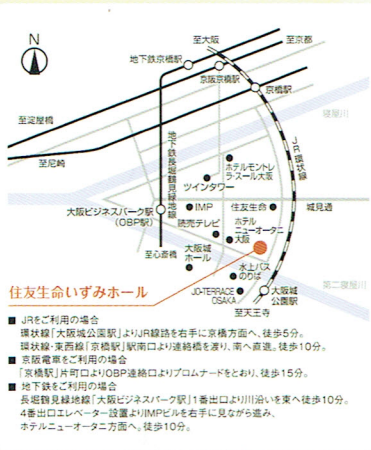 N
至大阪
至京都
地下鉄京橋駅
京阪京橋駅
京橋駅
至淀屋橋
寝屋川
至尼崎
地下鉄長堀鶴見緑地線
JR環状線
ホテルモントレ
ラ・スール大阪
ツインタワー
IMP
住友生命
城見通
大阪ビジネスパーク駅
(OBP駅)
読売テレビ
ホテル
ニューオータニ
大阪
至心斎橋
大阪城
ホール
水上バス
のりば
第二寝屋川
JO-TERRACE
OSAKA
大阪城
公園駅
至天王寺
住友生命いずみホール
■ JRをご利用の場合
環状線「大阪城公園駅」よりJR線路を右手に京橋方面へ、徒歩5分。
環状線・東西線「京橋駅」駅南口より連絡橋を渡り、南へ直進。徒歩10分。
■ 京阪電車をご利用の場合
「京橋駅」片町口よりOBP連絡口よりプロムナードをとおり、徒歩15分。
■ 地下鉄をご利用の場合
長堀鶴見緑地線「大阪ビジネスパーク駅」1番出口より川沿いを東へ徒歩10分。
4番出口エレベーター設置よりIMPビルを右手に見ながら進み、
ホテルニューオータニ方面へ。徒歩10分。